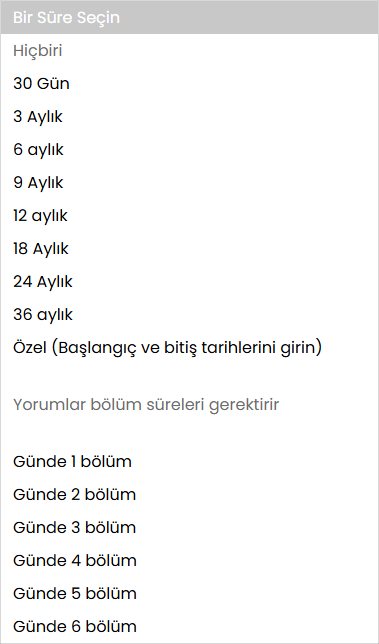 Bir Süre Seçin
Hiçbiri
30 Gün
3 Aylık
6 aylık
9 Aylık
12 aylık
18 Aylık
24 Aylık
36 aylık
Özel (Başlangıç ve bitiş tarihlerini girin)
Yorumlar bölüm süreleri gerektirir
Günde 1 bölüm
Günde 2 bölüm
Günde 3 bölüm
Günde 4 bölüm
Günde 5 bölüm
Günde 6 bölüm